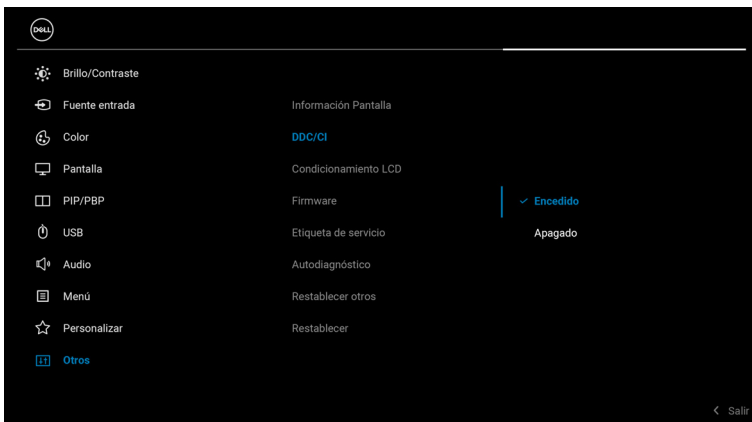 DELL
Brillo/Contraste
Fuente entrada
Color
Pantalla
PIP/PBP
USB
Audio
Menú
Personalizar
Otros
Información Pantalla
DDC/CI
Condicionamiento LCD
Firmware
Etiqueta de servicio
Autodiagnóstico
Restablecer otros
Restablecer
Encedido
Apagado
Salir